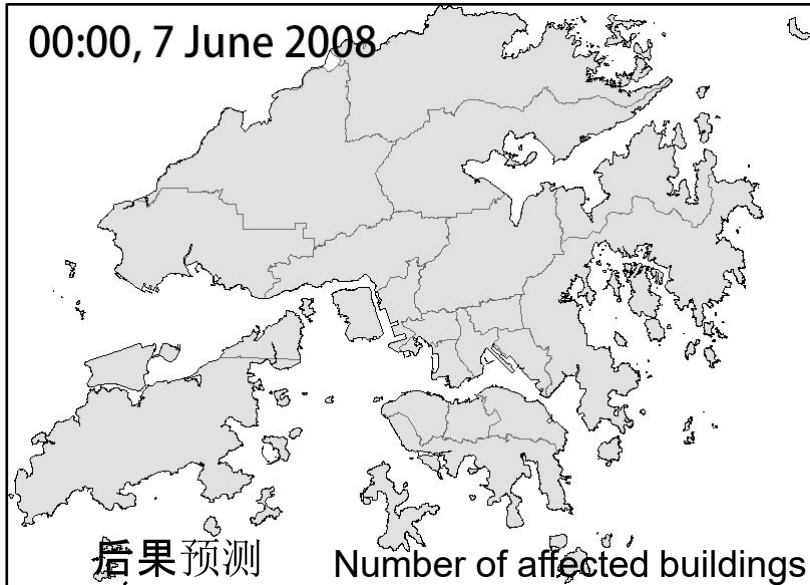 00:00, 7 June 2008
后果预测
Number of affected buildings